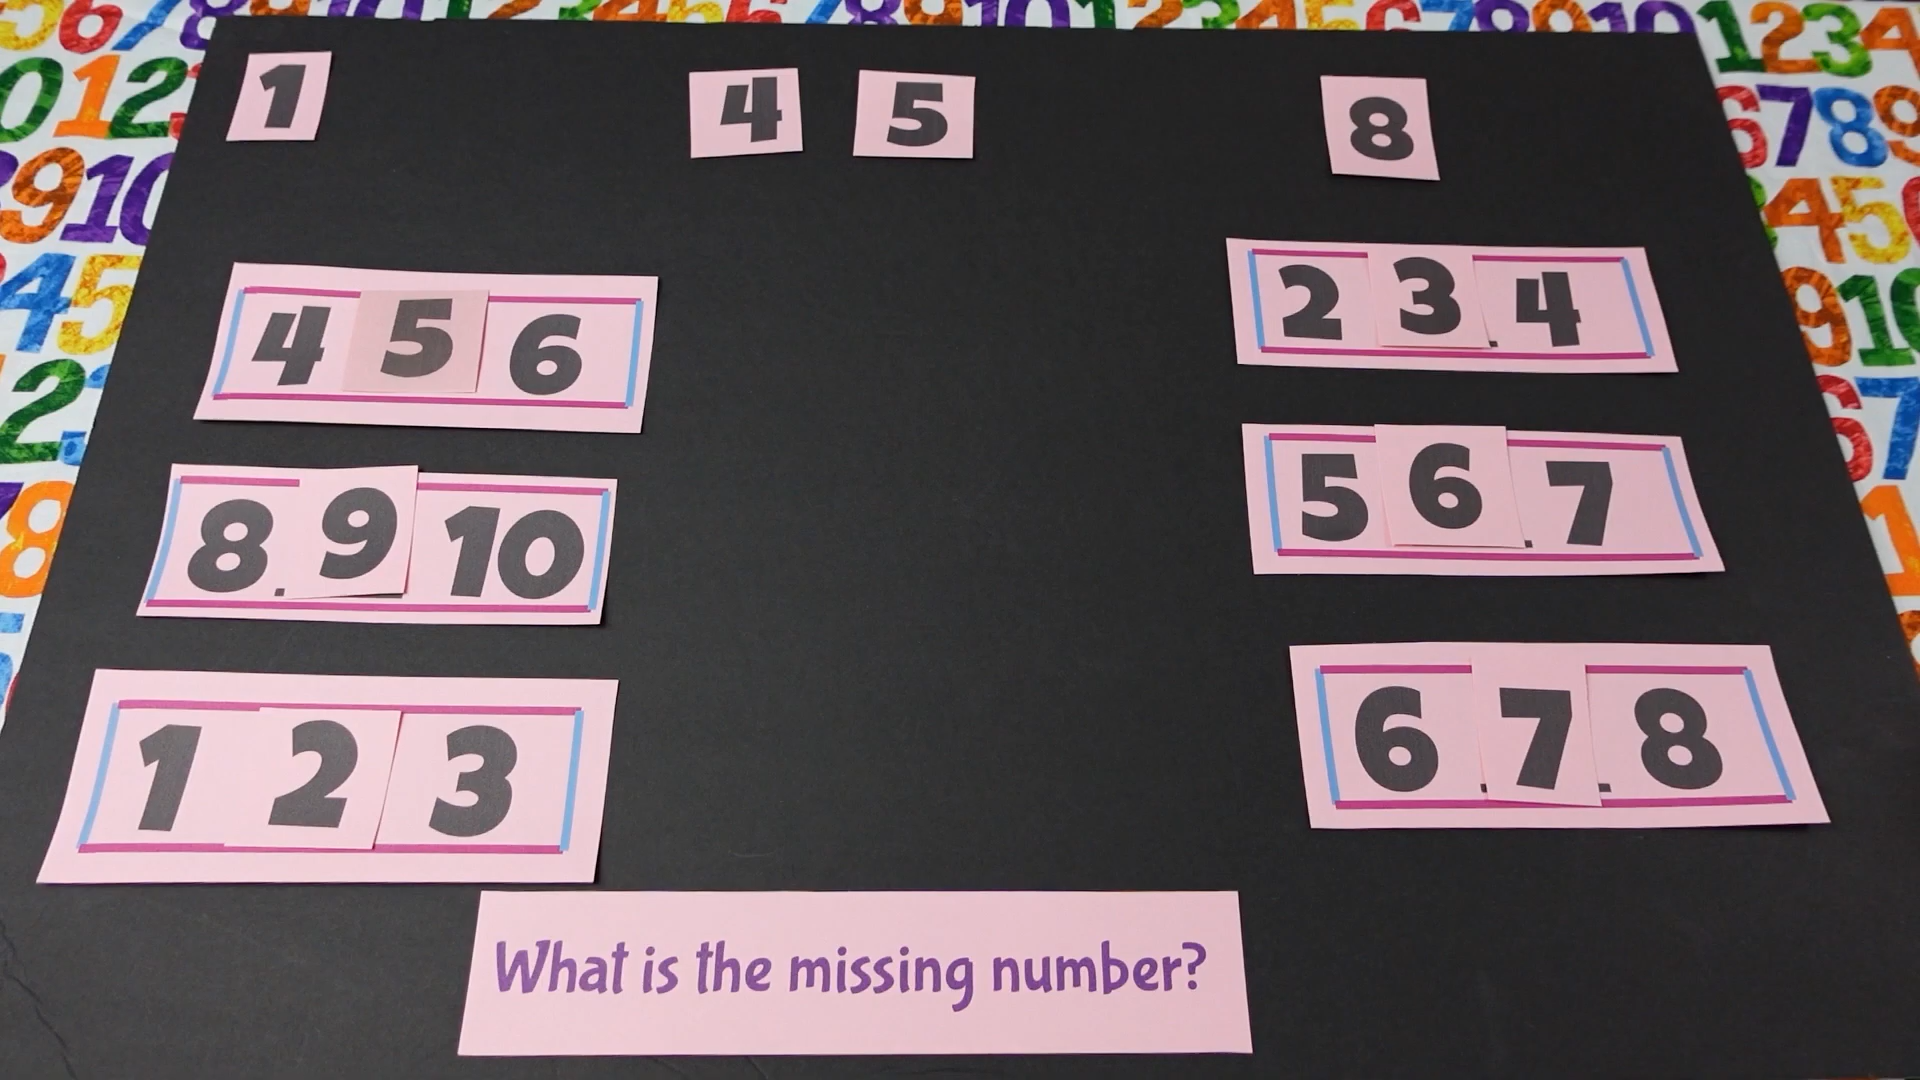 1 4 5 8
4 5 6
2 3 4
8 9 10
5 6 7
1 2 3
6 7 8
What is the missing number?